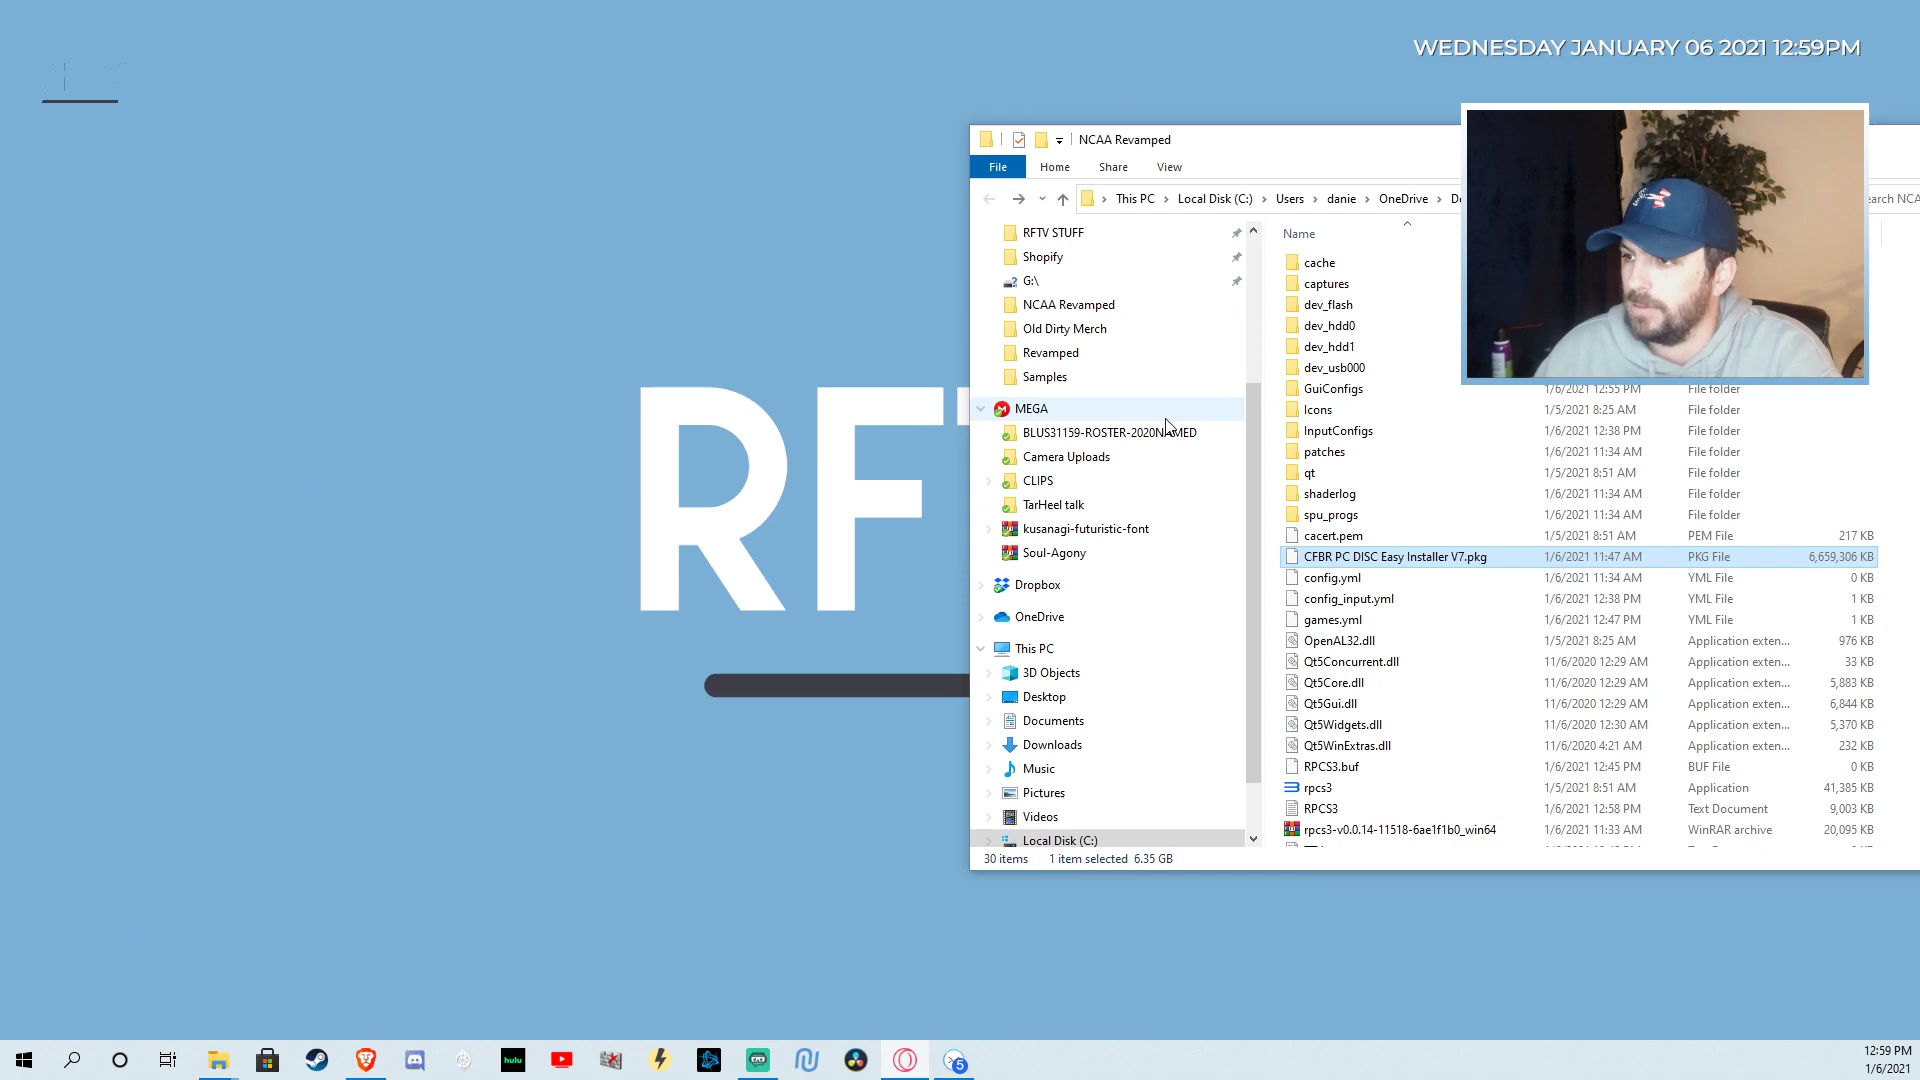 WEDNESDAY JANUARY 06 2021 12:59PM
NCAA Revamped
File Home Share View
This PC Local Disk (C:) Users danie OneDrive
Name
RFTV STUFF
Shopify
G:\
NCAA Revamped
Old Dirty Merch
Revamped
Samples
MEGA
BLUS31159-ROSTER-2020NAMED
Camera Uploads
CLIPS
TarHeel talk
kusanagi-futuristic-font
Soul-Agony
Dropbox
OneDrive
This PC
3D Objects
Desktop
Documents
Downloads
Music
Pictures
Videos
Local Disk (C:)
cache
captures
dev_flash
dev_hdd0
dev_hdd1
dev_usb000
GuiConfigs 1/6/2021 12:55 PM File folder
Icons 1/5/2021 8:25 AM File folder
InputConfigs 1/6/2021 12:38 PM File folder
patches 1/6/2021 11:34 AM File folder
qt 1/5/2021 8:51 AM File folder
shaderlog 1/6/2021 11:34 AM File folder
spu_progs 1/6/2021 11:34 AM File folder
cacert.pem 1/5/2021 8:51 AM PEM File 217 KB
CFBR PC DISC Easy Installer V7.pkg 1/6/2021 11:47 AM PKG File 6,659,306 KB
config.yml 1/6/2021 11:34 AM YML File 0 KB
config_input.yml 1/6/2021 12:38 PM YML File 1 KB
games.yml 1/6/2021 12:47 PM YML File 1 KB
OpenAL32.dll 1/5/2021 8:25 AM Application exten... 976 KB
Qt5Concurrent.dll 11/6/2020 12:29 AM Application exten... 33 KB
Qt5Core.dll 11/6/2020 12:29 AM Application exten... 5,883 KB
Qt5Gui.dll 11/6/2020 12:29 AM Application exten... 6,844 KB
Qt5Widgets.dll 11/6/2020 12:30 AM Application exten... 5,370 KB
Qt5WinExtras.dll 11/6/2020 4:21 AM Application exten... 232 KB
RPCS3.buf 1/6/2021 12:45 PM BUF File 0 KB
rpcs3 1/5/2021 8:51 AM Application 41,385 KB
RPCS3 1/6/2021 12:58 PM Text Document 9,003 KB
rpcs3-v0.0.14-11518-6ae1f1b0_win64 1/6/2021 11:33 AM WinRAR archive 20,095 KB
30 items 1 item selected 6.35 GB
RF
hulu
5
12:59 PM
1/6/2021